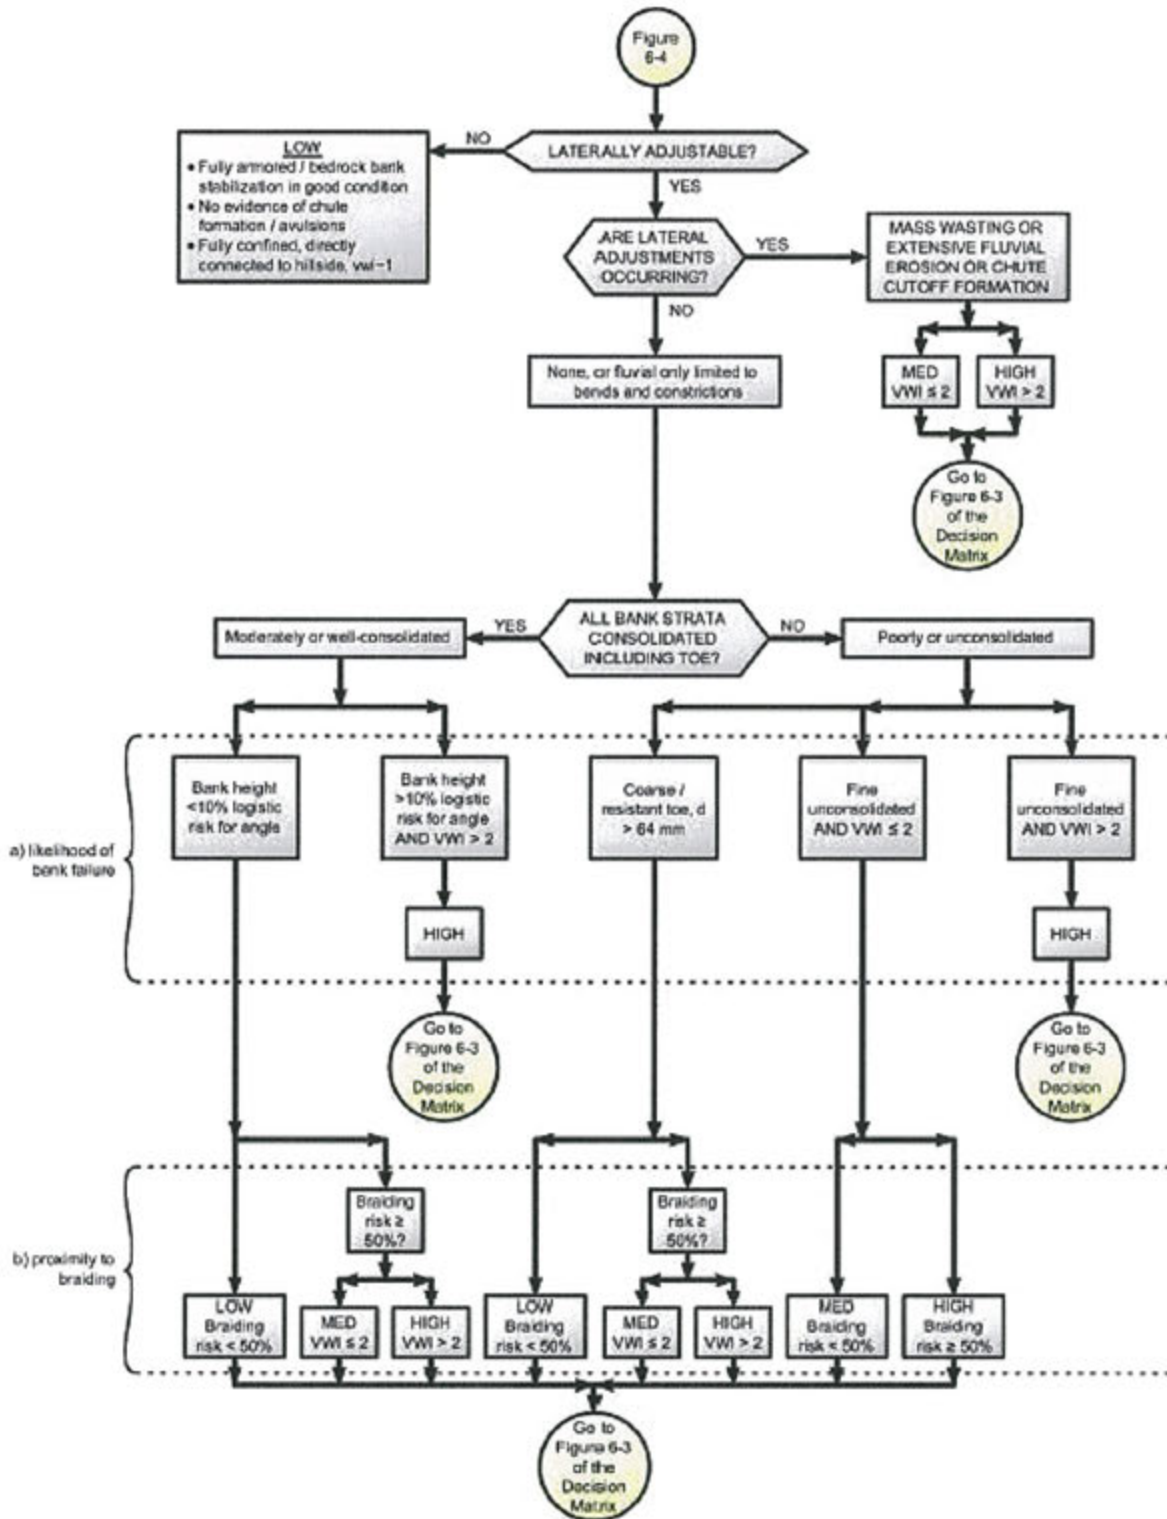 Figure
6-4
LATERALLY ADJUSTABLE?
NO
YES
LOW
• Fully armored / bedrock bank
stabilization in good condition
• No evidence of chute
formation / avulsions
• Fully confined, directly
connected to hillside, vwi~1
ARE LATERAL
ADJUSTMENTS
OCCURRING?
YES
NO
MASS WASTING OR
EXTENSIVE FLUVIAL
EROSION OR CHUTE
CUTOFF FORMATION
MED
VWI ≤ 2
HIGH
VWI > 2
Go to
Figure 6-3
of the
Decision
Matrix
None, or fluvial only limited to
bends and constrictions
ALL BANK STRATA
CONSOLIDATED
INCLUDING TOE?
YES
NO
Moderately or well-consolidated
Poorly or unconsolidated
a) likelihood of
bank failure
Bank height
<10% logistic
risk for angle
Bank height
>10% logistic
risk for angle
AND VWI > 2
Coarse /
resistant toe, d
> 64 mm
Fine
unconsolidated
AND VWI ≤ 2
Fine
unconsolidated
AND VWI > 2
HIGH
HIGH
Go to
Figure 6-3
of the
Decision
Matrix
Go to
Figure 6-3
of the
Decision
Matrix
b) proximity to
braiding
Braiding
risk ≥
50%?
Braiding
risk ≥
50%?
LOW
Braiding
risk < 50%
MED
VWI ≤ 2
HIGH
VWI > 2
LOW
Braiding
risk < 50%
MED
VWI ≤ 2
HIGH
VWI > 2
MED
Braiding
risk < 50%
HIGH
Braiding
risk ≥ 50%
Go to
Figure 6-3
of the
Decision
Matrix